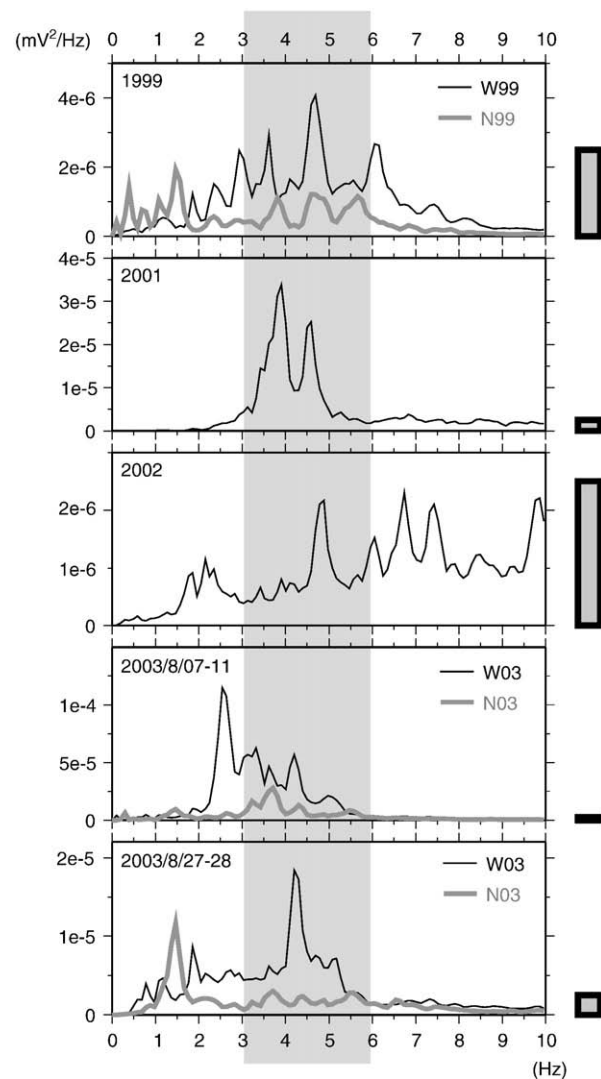 (mV²/Hz) 0 1 2 3 4 5 6 7 8 9 10
1999
W99
N99
4e-6
2e-6
0
2001
4e-5
3e-5
2e-5
1e-5
0
2002
2e-6
1e-6
0
2003/8/07-11
W03
N03
1e-4
5e-5
0
2003/8/27-28
W03
N03
2e-5
1e-5
0
0 1 2 3 4 5 6 7 8 9 10
(Hz)